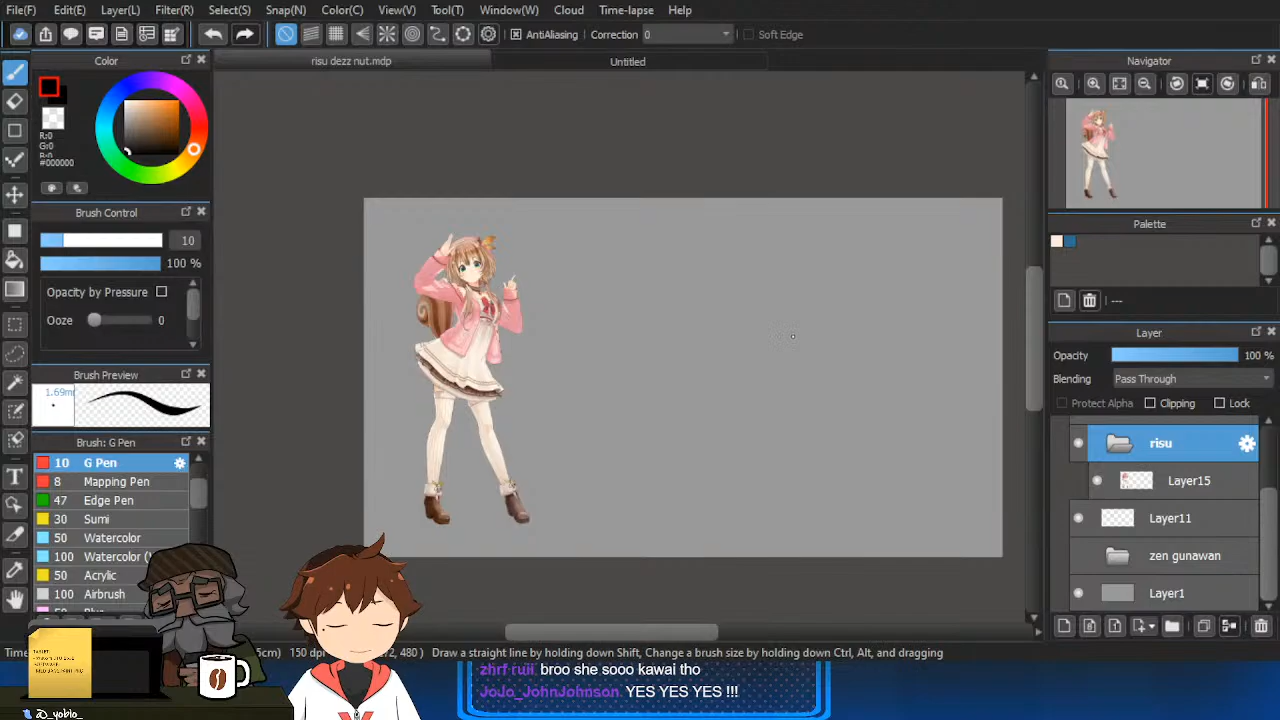 File(F) Edit(E) Layer(L) Filter(R) Select(S) Snap(N) Color(C) View(V) Tool(T) Window(W) Cloud Time-lapse Help
AntiAliasing Correction 0 Soft Edge
Color
risu dezz nut.mdp
Untitled
Navigator
R:0
G:0
B:0
#000000
Brush Control
10
100 %
Opacity by Pressure
Ooze 0
Palette
---
Layer
Opacity 100 %
Blending Pass Through
Protect Alpha Clipping Lock
risu
Layer15
Layer11
zen gunawan
Layer1
Brush Preview
Brush: G Pen
10 G Pen
8 Mapping Pen
47 Edge Pen
30 Sumi
50 Watercolor
100 Watercolor (
50 Acrylic
100 Airbrush
150 dpi
, 480 ) Draw a straight line by holding down Shift, Change a brush size by holding down Ctrl, Alt, and dragging
zhrf ruii broo she sooo kawai tho
JoJo_JohnJohnson YES YES YES !!!